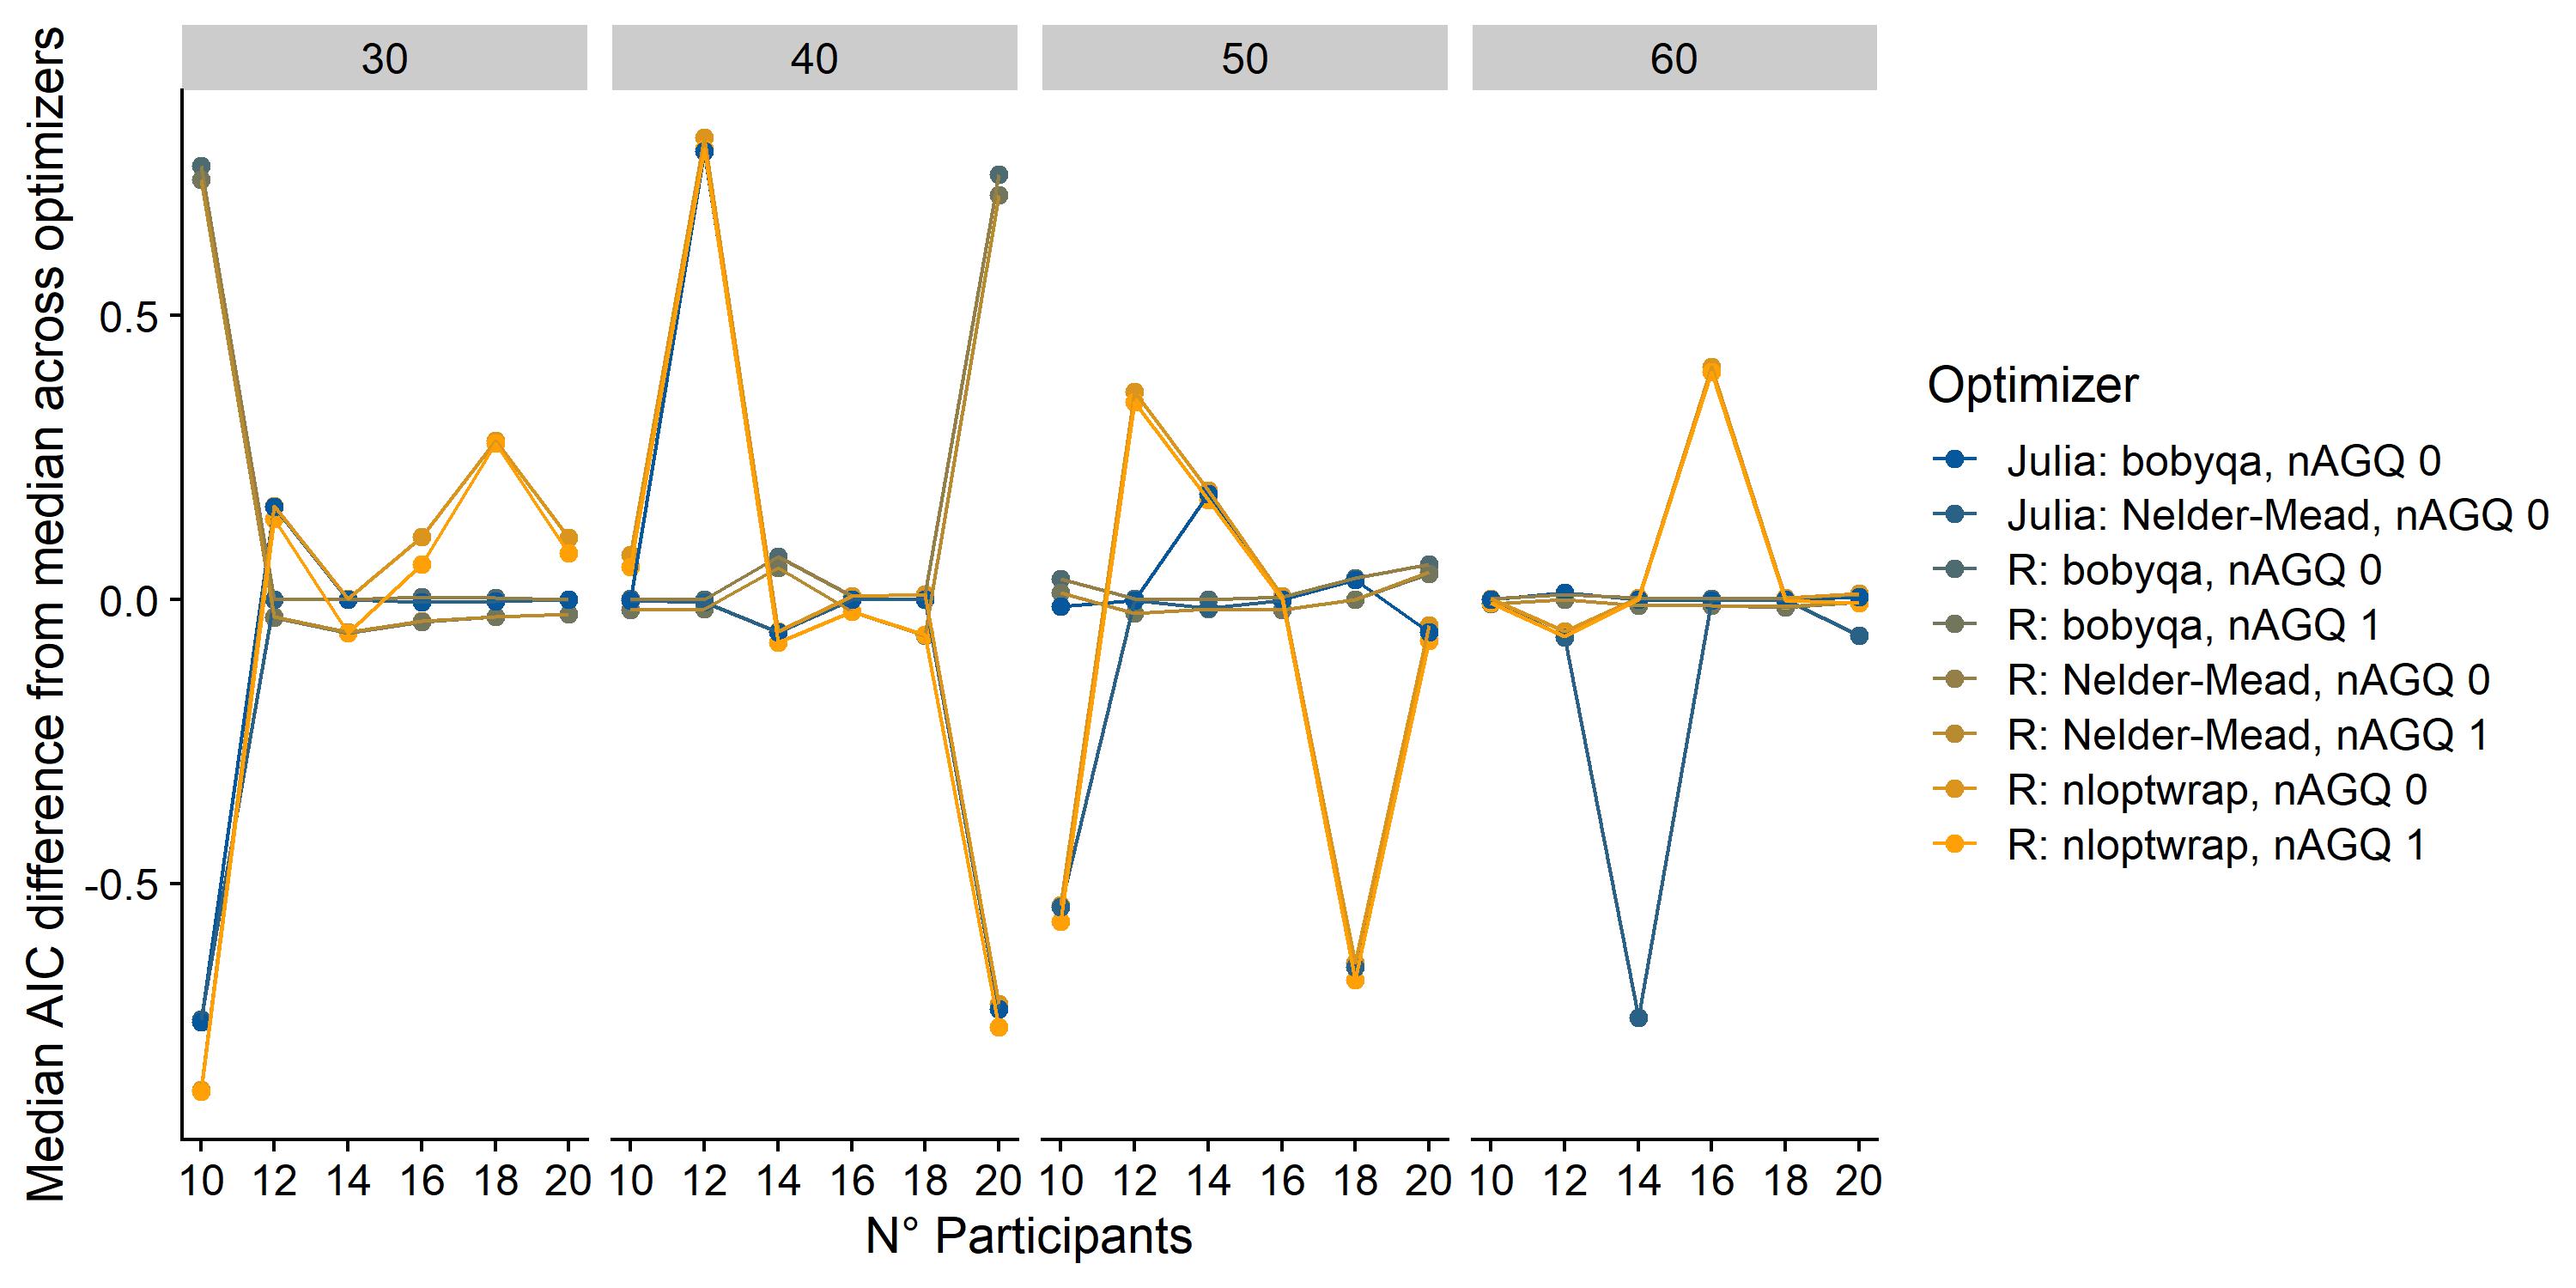 30 40 50 60
Median AIC difference from median across optimizers
0.5
0.0
-0.5
10 12 14 16 18 20 10 12 14 16 18 20 10 12 14 16 18 20 10 12 14 16 18 20
N° Participants
Optimizer
Julia: bobyqa, nAGQ 0
Julia: Nelder-Mead, nAGQ 0
R: bobyqa, nAGQ 0
R: bobyqa, nAGQ 1
R: Nelder-Mead, nAGQ 0
R: Nelder-Mead, nAGQ 1
R: nloptwrap, nAGQ 0
R: nloptwrap, nAGQ 1